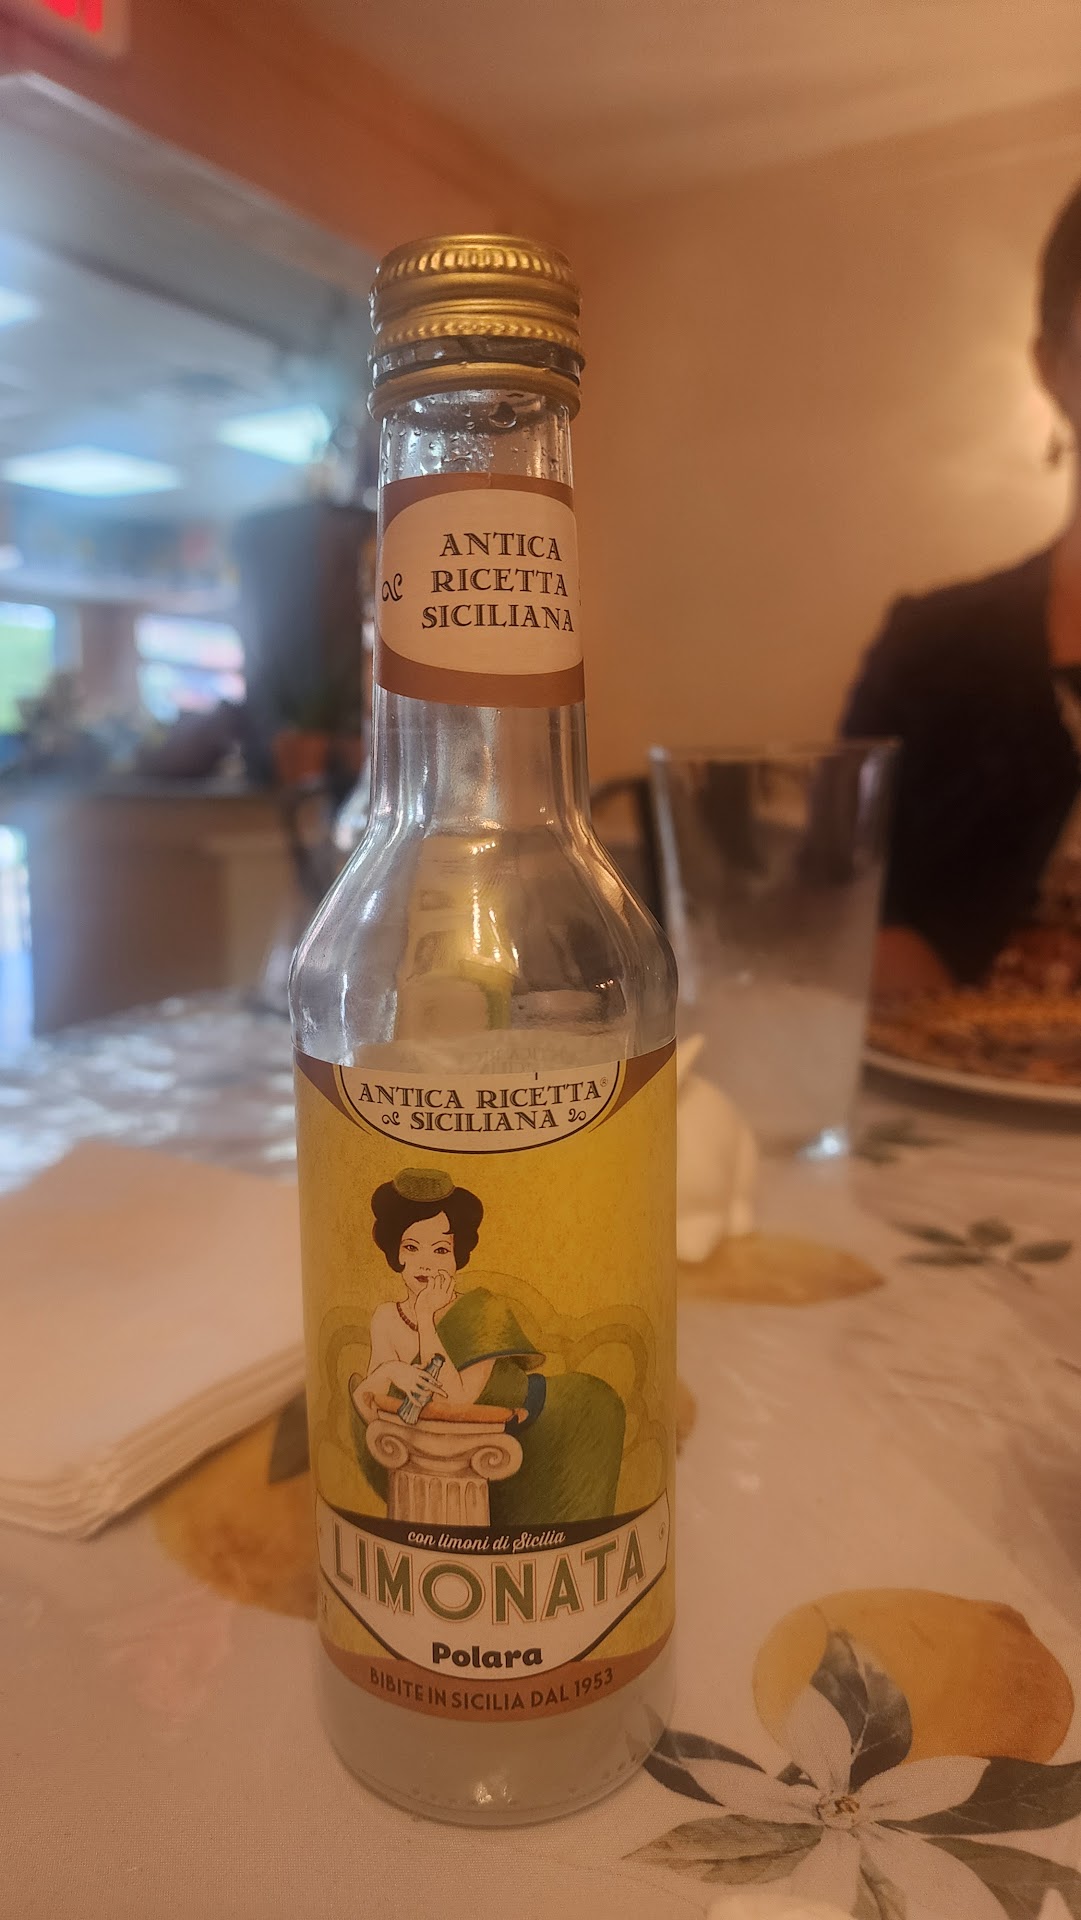 ANTICA
RICETTA
SICILIANA
ANTICA RICETTA®
SICILIANA
con limoni di Sicilia
LIMONATA
Polara
BIBITE IN SICILIA DAL 1953